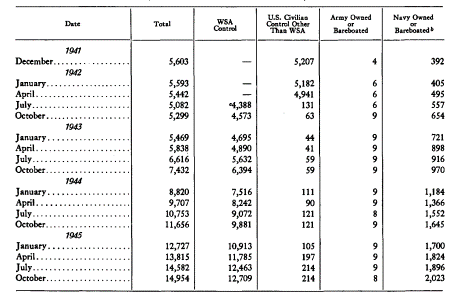 Date Total WSA Control U.S. Civilian Control Other Than WSA Army Owned or Bareboated Navy Owned or Bareboated b
1941
December 5,603 — 5,207 4 392
1942
January 5,593 — 5,182 6 405
April 5,442 — 4,941 6 495
July 5,082 a4,388 131 6 557
October 5,299 4,573 63 9 654
1943
January 5,469 4,695 44 9 721
April 5,838 4,890 41 9 898
July 6,616 5,632 59 9 916
October 7,432 6,394 59 9 970
1944
January 8,820 7,516 111 9 1,184
April 9,707 8,242 90 9 1,366
July 10,753 9,072 121 8 1,552
October 11,656 9,881 121 9 1,645
1945
January 12,727 10,913 105 9 1,700
April 13,815 11,785 197 9 1,824
July 14,582 12,463 214 9 1,896
October 14,954 12,709 214 8 2,023